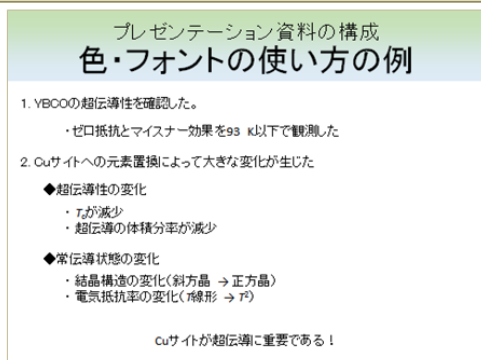 プレゼンテーション資料の構成
色・フォントの使い方の例
1. YBCOの超伝導性を確認した。
・ゼロ抵抗とマイスナー効果を93 K以下で観測した
2. Cuサイトへの元素置換によって大きな変化が生じた
◆超伝導性の変化
・Tcが減少
・超伝導の体積分率が減少
◆常伝導状態の変化
・結晶構造の変化(斜方晶 →正方晶)
・電気抵抗率の変化(T線形 → T²)
Cuサイトが超伝導に重要である!